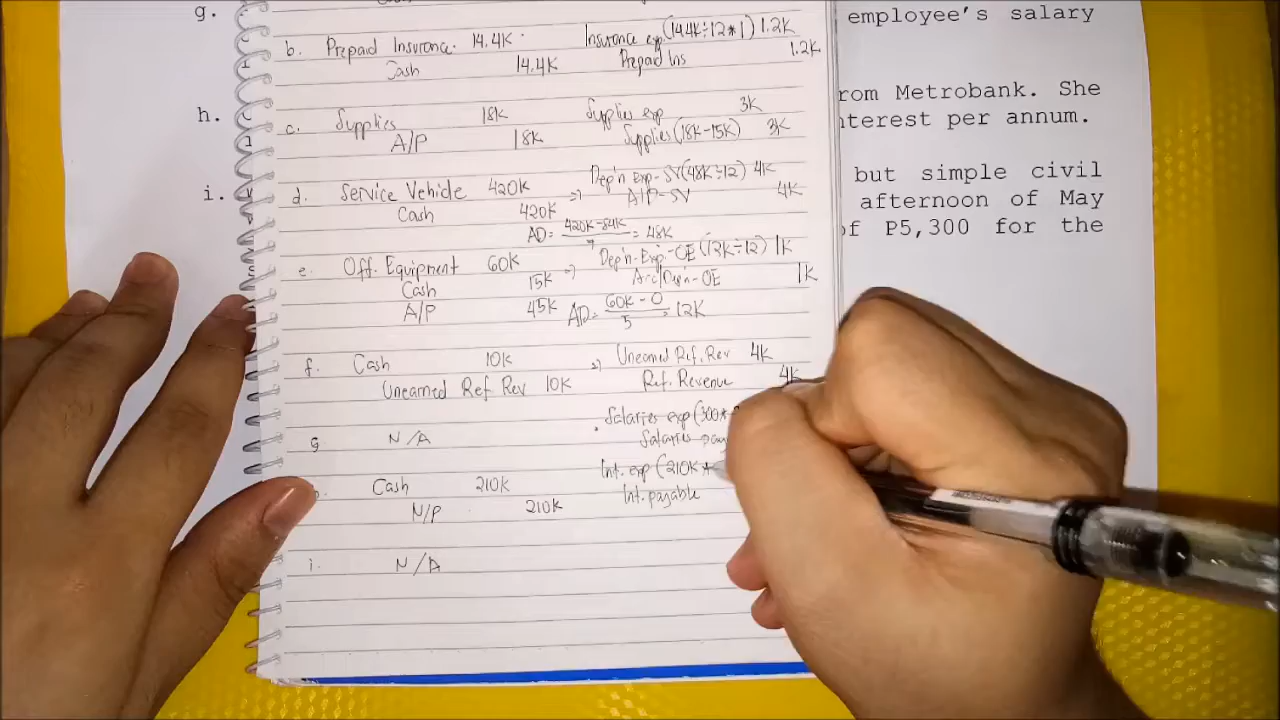 g.
employee's salary
b. Prepaid Insurance. 14.4K Insurance exp (14.4K÷12*1) 1.2K
Cash 14.4K Prepaid Ins 1.2K
rom Metrobank. She
h.
c. Supplies 18K Supplies exp 3K
nterest per annum.
A/P 18K Supplies (18K-15K) 3K
but simple civil
i.
d. Service Vehicle 420K => Dep'n Exp-SV (48K÷12) 4K
afternoon of May
Cash 420K A/D-SV 4K
of P5,300 for the
AD= 420K-84K / 7 = 48K
e. Off. Equipment 60K => Dep'n-Exp-OE (12K÷12) 1K
Cash 15K Acc/Dep'n-OE 1K
A/P 45K AD= 60K-0 / 5 = 12K
f. Cash 10K => Unearned Ref. Rev 4K
Unearned Ref Rev 10K Ref. Revenue 4K
Salaries exp (300*
g N/A Salaries pay
Int. exp (210K*
Cash 210K Int. payable
N/P 210K
i. N/A